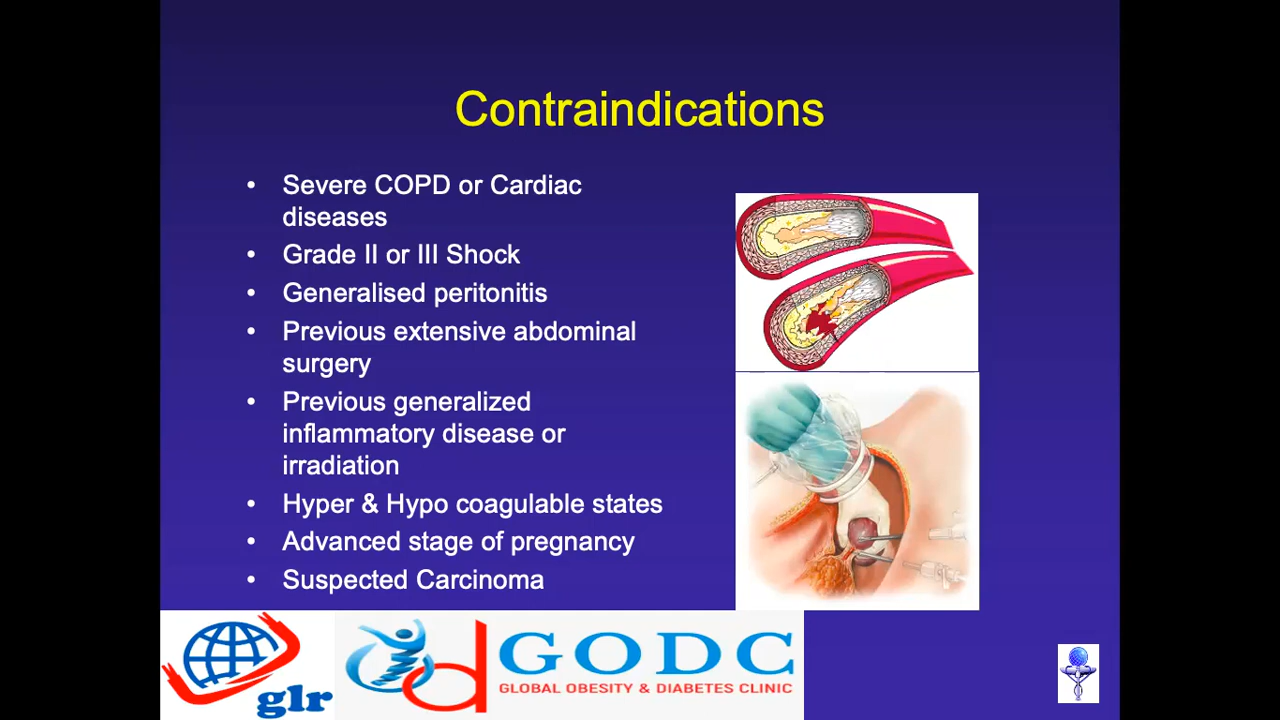 Contraindications
• Severe COPD or Cardiac
diseases
• Grade II or III Shock
• Generalised peritonitis
• Previous extensive abdominal
surgery
• Previous generalized
inflammatory disease or
irradiation
• Hyper & Hypo coagulable states
• Advanced stage of pregnancy
• Suspected Carcinoma
glr
d GODC
GLOBAL OBESITY & DIABETES CLINIC